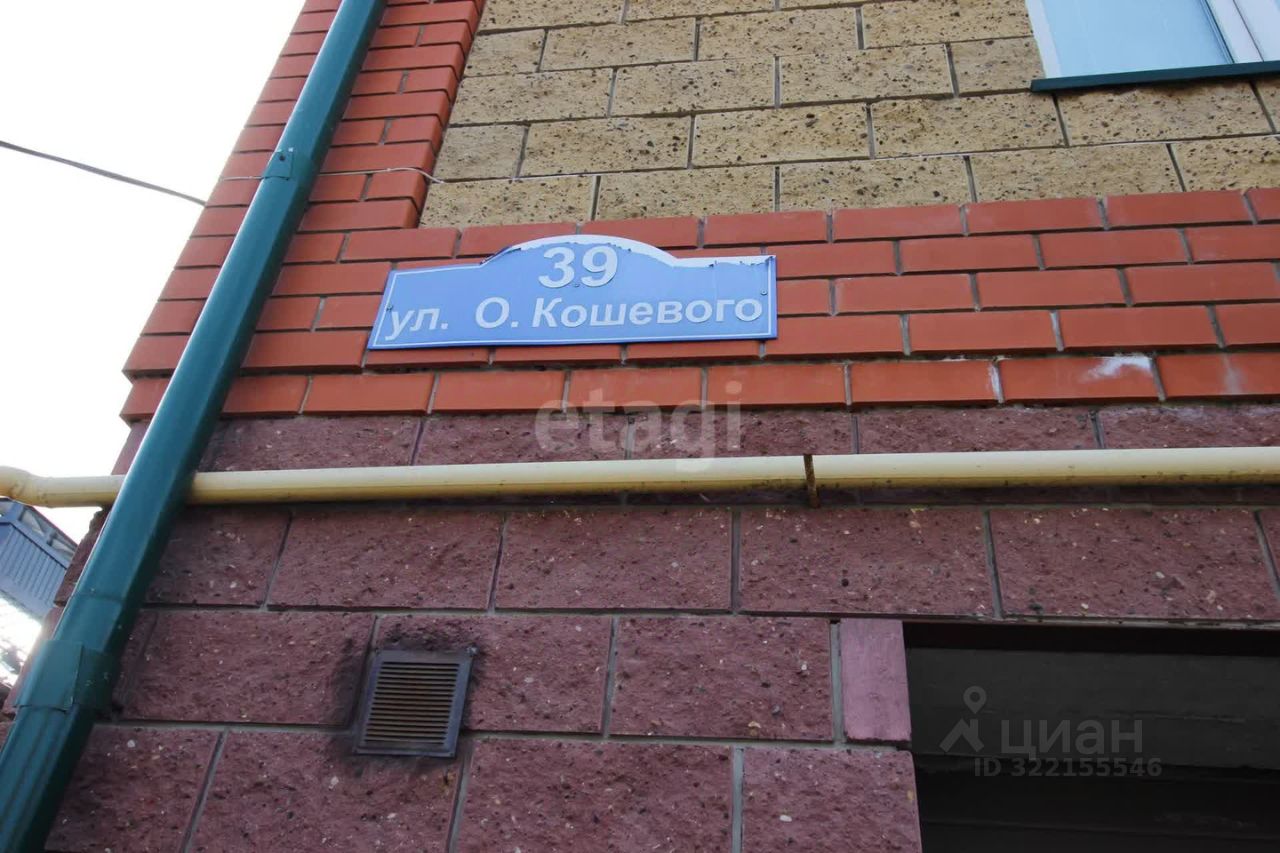 39
ул. О. Кошевого
etagi
циан
ID 322155546